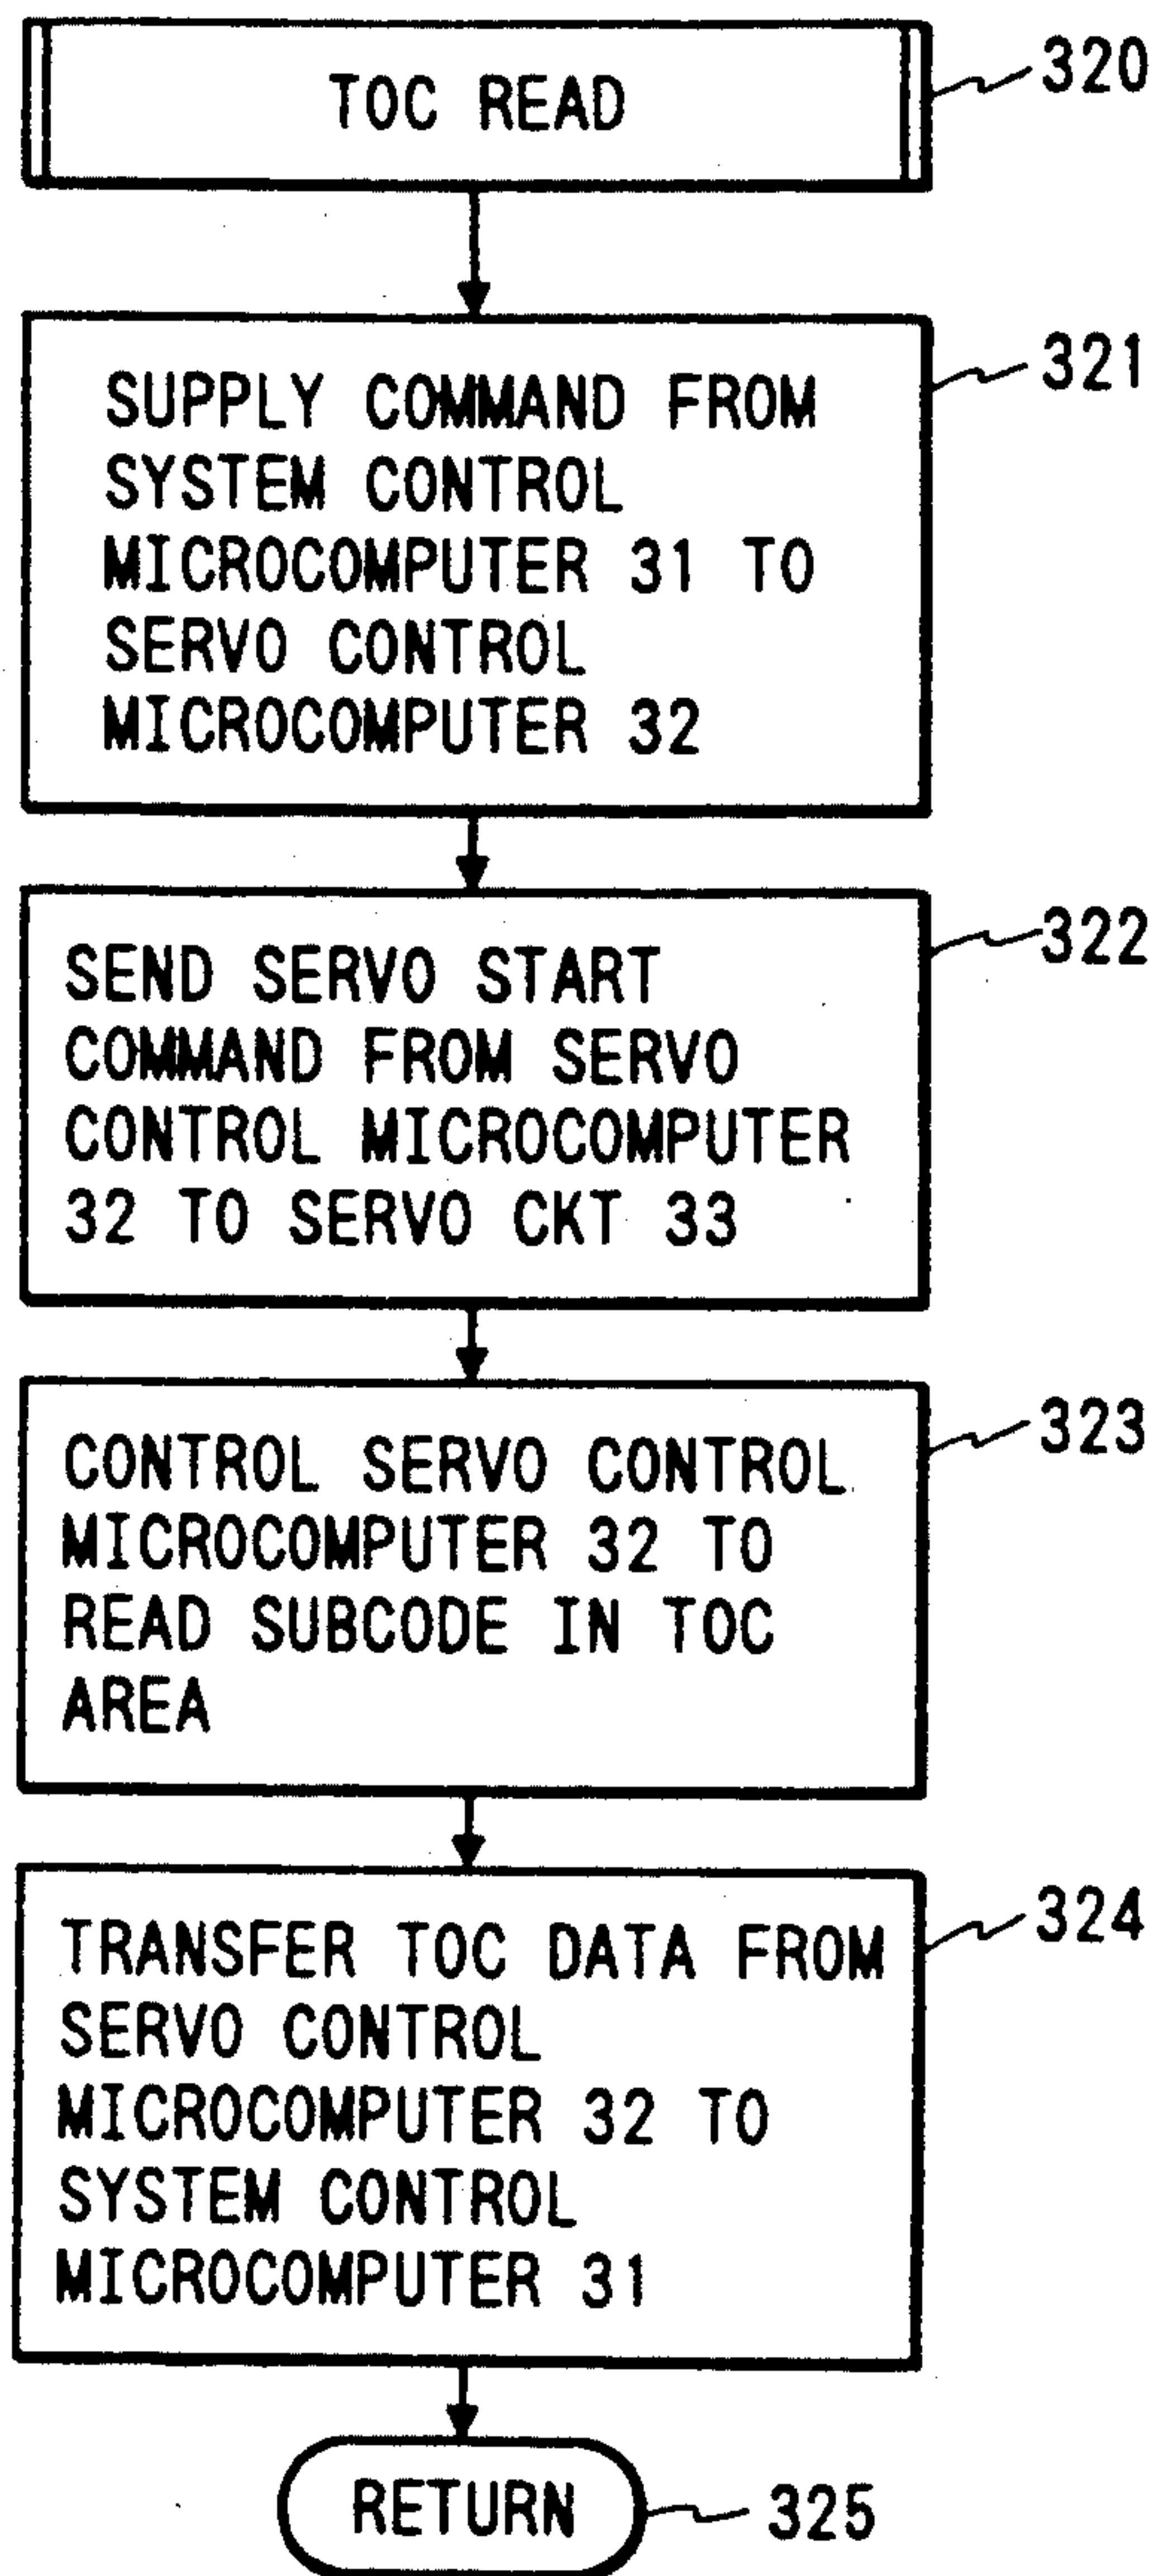 TOC READ
320
321
SUPPLY COMMAND FROM
SYSTEM CONTROL
MICROCOMPUTER 31 TO
SERVO CONTROL
MICROCOMPUTER 32
322
SEND SERVO START
COMMAND FROM SERVO
CONTROL MICROCOMPUTER
32 TO SERVO CKT 33
323
CONTROL SERVO CONTROL
MICROCOMPUTER 32 TO
READ SUBCODE IN TOC
AREA
324
TRANSFER TOC DATA FROM
SERVO CONTROL
MICROCOMPUTER 32 TO
SYSTEM CONTROL
MICROCOMPUTER 31
RETURN
325